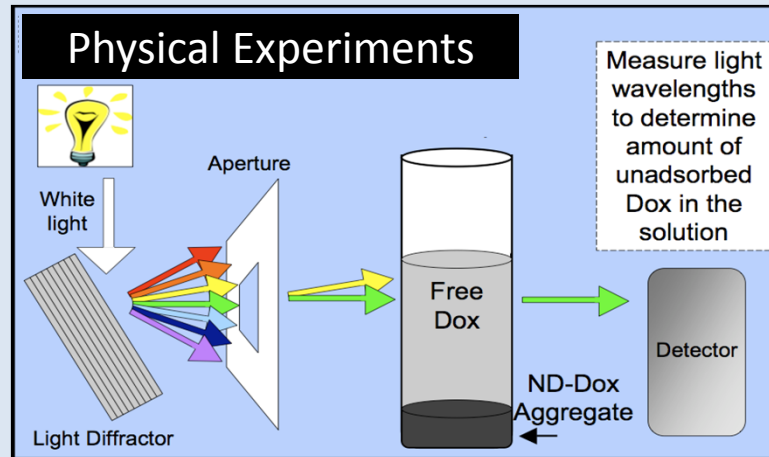 Physical Experiments
Measure light
wavelengths
to determine
amount of
unadsorbed
Dox in the
solution
Aperture
White
light
Free
Dox
Detector
ND-Dox
Aggregate
Light Diffractor